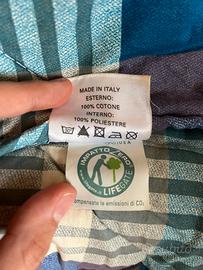 MADE IN ITALY
ESTERNO:
100% COTONE
INTERNO:
100% POLIESTERE
IMPATTO ZERO
LIFEGATE
compensate le emissioni di CO₂